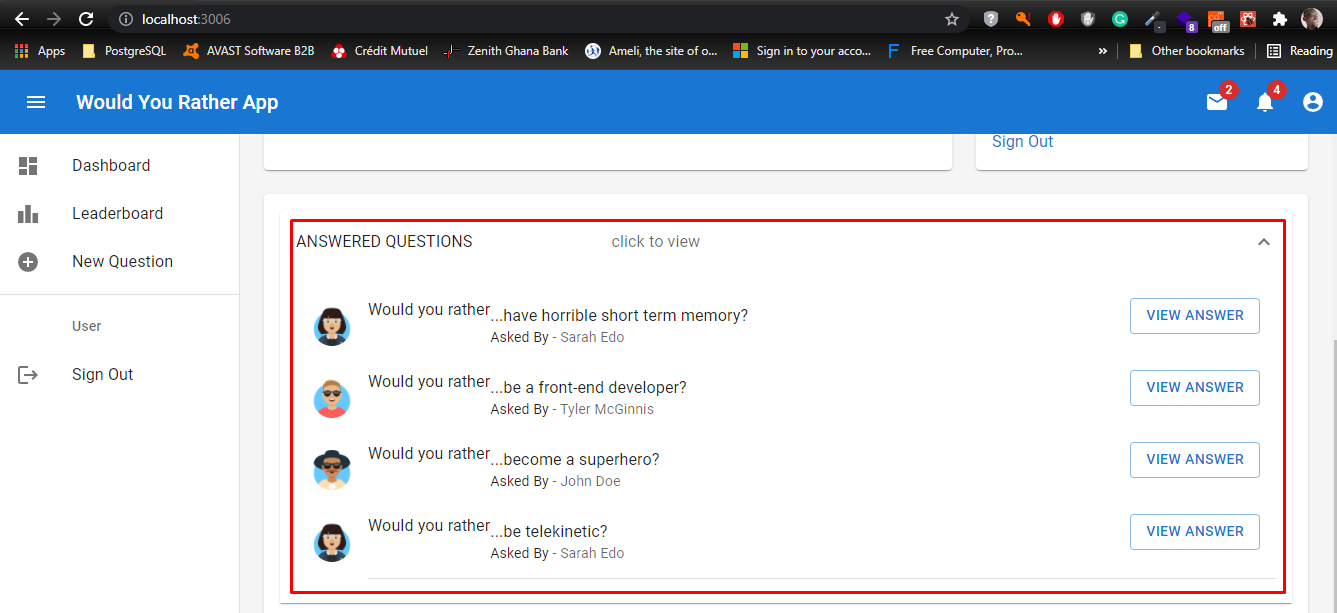 localhost:3006
8
off
Apps PostgreSQL AVAST Software B2B Crédit Mutuel Zenith Ghana Bank Ameli, the site of o... Sign in to your acco... Free Computer, Pro... » Other bookmarks Reading
Would You Rather App 2 4
Sign Out
Dashboard
Leaderboard
New Question
User
Sign Out
ANSWERED QUESTIONS click to view
Would you rather ...have horrible short term memory? VIEW ANSWER
Asked By - Sarah Edo
Would you rather ...be a front-end developer? VIEW ANSWER
Asked By - Tyler McGinnis
Would you rather ...become a superhero? VIEW ANSWER
Asked By - John Doe
Would you rather ...be telekinetic? VIEW ANSWER
Asked By - Sarah Edo